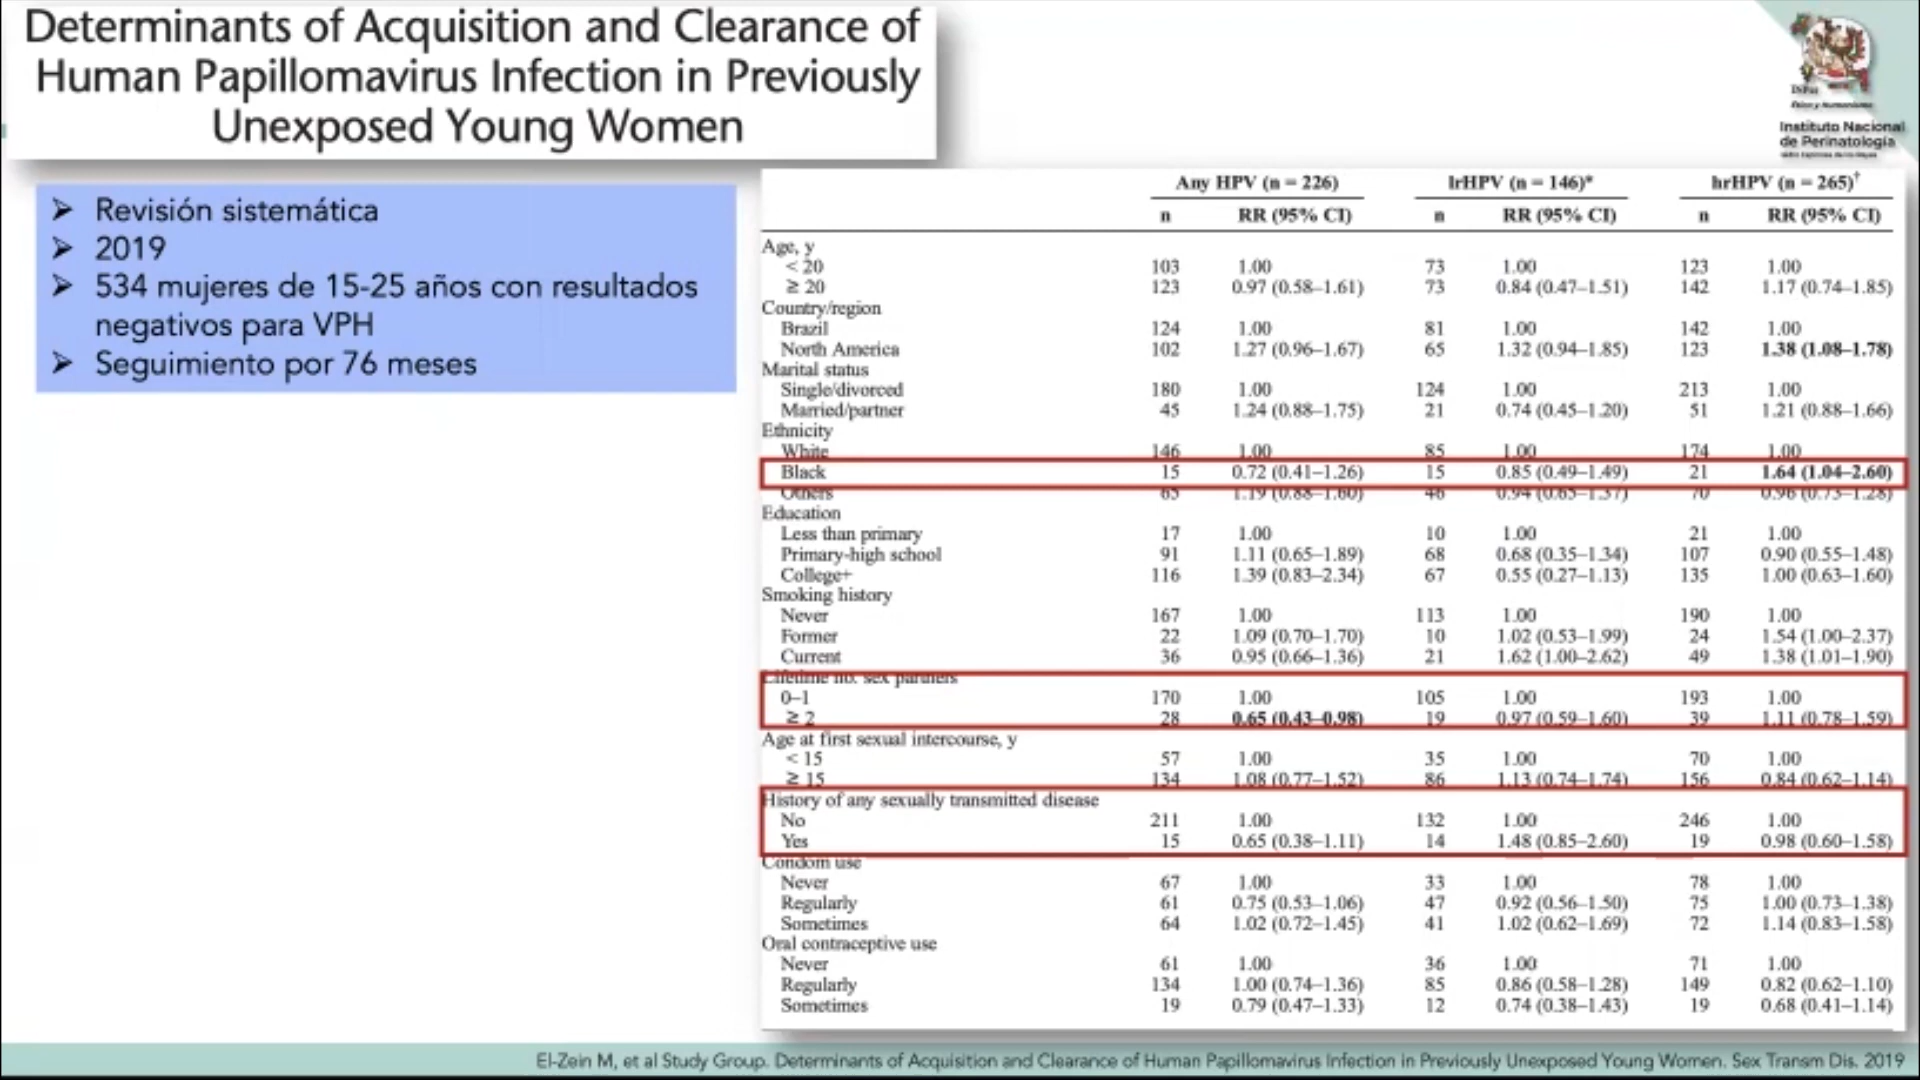 Determinants of Acquisition and Clearance of
Human Papillomavirus Infection in Previously
Unexposed Young Women
Instituto Nacional
de Perinatología
➢ Revisión sistemática
➢ 2019
➢ 534 mujeres de 15-25 años con resultados
negativos para VPH
➢ Seguimiento por 76 meses
Any HPV (n = 226) lrHPV (n = 146)* hrHPV (n = 265)†
n RR (95% CI) n RR (95% CI) n RR (95% CI)
Age, y
< 20 103 1.00 73 1.00 123 1.00
≥ 20 123 0.97 (0.58–1.61) 73 0.84 (0.47–1.51) 142 1.17 (0.74–1.85)
Country/region
Brazil 124 1.00 81 1.00 142 1.00
North America 102 1.27 (0.96–1.67) 65 1.32 (0.94–1.85) 123 1.38 (1.08–1.78)
Marital status
Single/divorced 180 1.00 124 1.00 213 1.00
Married/partner 45 1.24 (0.88–1.75) 21 0.74 (0.45–1.20) 51 1.21 (0.88–1.66)
Ethnicity
White 146 1.00 85 1.00 174 1.00
Black 15 0.72 (0.41–1.26) 15 0.85 (0.49–1.49) 21 1.64 (1.04–2.60)
Others 65 1.19 (0.88–1.60) 46 0.94 (0.65–1.37) 70 0.96 (0.73–1.28)
Education
Less than primary 17 1.00 10 1.00 21 1.00
Primary-high school 91 1.11 (0.65–1.89) 68 0.68 (0.35–1.34) 107 0.90 (0.55–1.48)
College+ 116 1.39 (0.83–2.34) 67 0.55 (0.27–1.13) 135 1.00 (0.63–1.60)
Smoking history
Never 167 1.00 113 1.00 190 1.00
Former 22 1.09 (0.70–1.70) 10 1.02 (0.53–1.99) 24 1.54 (1.00–2.37)
Current 36 0.95 (0.66–1.36) 21 1.62 (1.00–2.62) 49 1.38 (1.01–1.90)
Lifetime no. sex partners
0–1 170 1.00 105 1.00 193 1.00
≥ 2 28 0.65 (0.43–0.98) 19 0.97 (0.59–1.60) 39 1.11 (0.78–1.59)
Age at first sexual intercourse, y
< 15 57 1.00 35 1.00 70 1.00
≥ 15 134 1.08 (0.77–1.52) 86 1.13 (0.74–1.74) 156 0.84 (0.62–1.14)
History of any sexually transmitted disease
No 211 1.00 132 1.00 246 1.00
Yes 15 0.65 (0.38–1.11) 14 1.48 (0.85–2.60) 19 0.98 (0.60–1.58)
Condom use
Never 67 1.00 33 1.00 78 1.00
Regularly 61 0.75 (0.53–1.06) 47 0.92 (0.56–1.50) 75 1.00 (0.73–1.38)
Sometimes 64 1.02 (0.72–1.45) 41 1.02 (0.62–1.69) 72 1.14 (0.83–1.58)
Oral contraceptive use
Never 61 1.00 36 1.00 71 1.00
Regularly 134 1.00 (0.74–1.36) 85 0.86 (0.58–1.28) 149 0.82 (0.62–1.10)
Sometimes 19 0.79 (0.47–1.33) 12 0.74 (0.38–1.43) 19 0.68 (0.41–1.14)
El-Zein M, et al Study Group. Determinants of Acquisition and Clearance of Human Papillomavirus Infection in Previously Unexposed Young Women. Sex Transm Dis. 2019